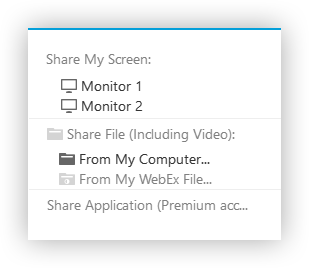 Share My Screen:
Monitor 1
Monitor 2
Share File (Including Video):
From My Computer...
From My WebEx File...
Share Application (Premium acc...